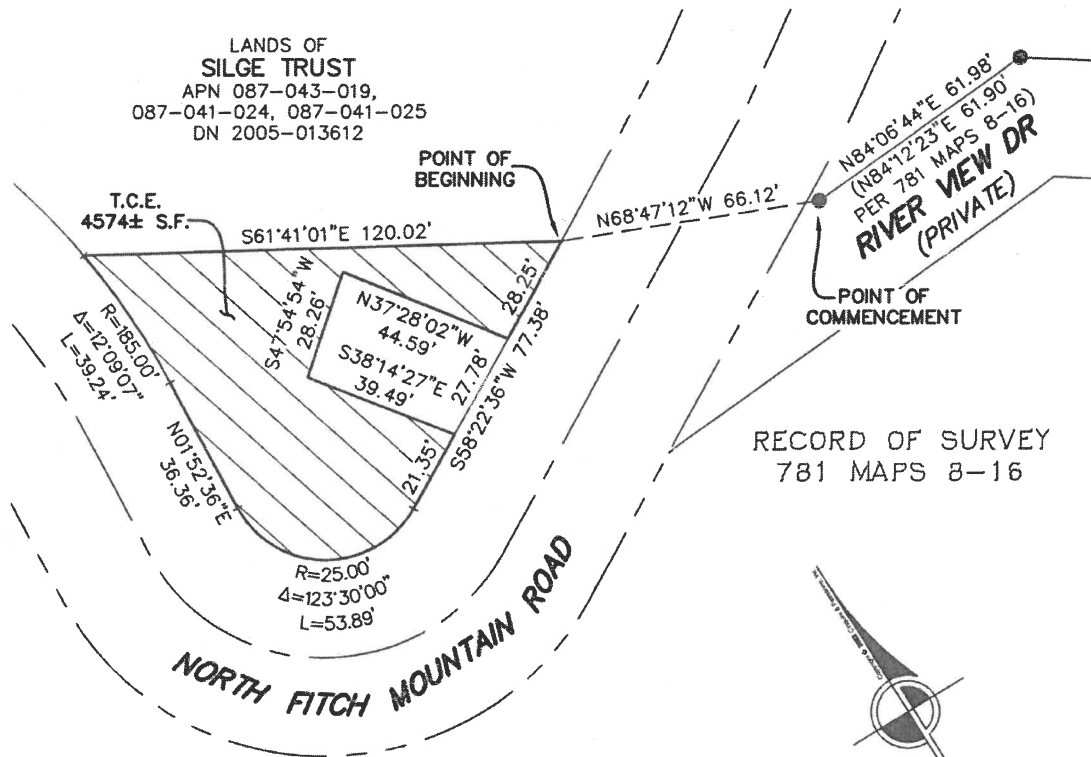 LANDS OF
SILGE TRUST
APN 087-043-019,
087-041-024, 087-041-025
DN 2005-013612
POINT OF
BEGINNING
T.C.E.
4574± S.F.
S61°41'01"E 120.02'
N68°47'12"W 66.12'
N84°06'44"E 61.98'
(N84°12'23"E 61.90'
PER 781 MAPS 8-16)
RIVER VIEW DR
(PRIVATE)
POINT OF
COMMENCEMENT
S47°54'54"W
28.26'
N37°28'02"W
44.59'
S38°14'27"E
39.49'
28.25'
27.78'
21.35'
S58°22'36"W 77.38'
R=185.00'
Δ=12°09'07"
L=39.24'
N01°52'36"E
36.36'
R=25.00'
Δ=123°30'00"
L=53.89'
NORTH FITCH MOUNTAIN ROAD
RECORD OF SURVEY
781 MAPS 8-16